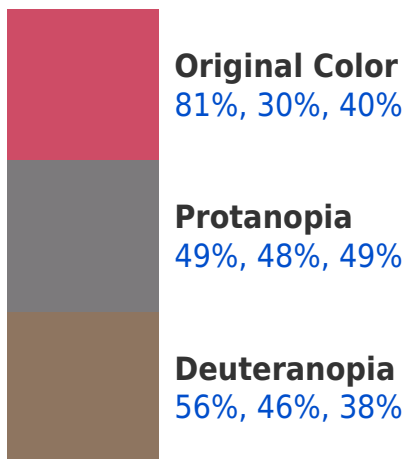 Original Color
81%, 30%, 40%
Protanopia
49%, 48%, 49%
Deuteranopia
56%, 46%, 38%